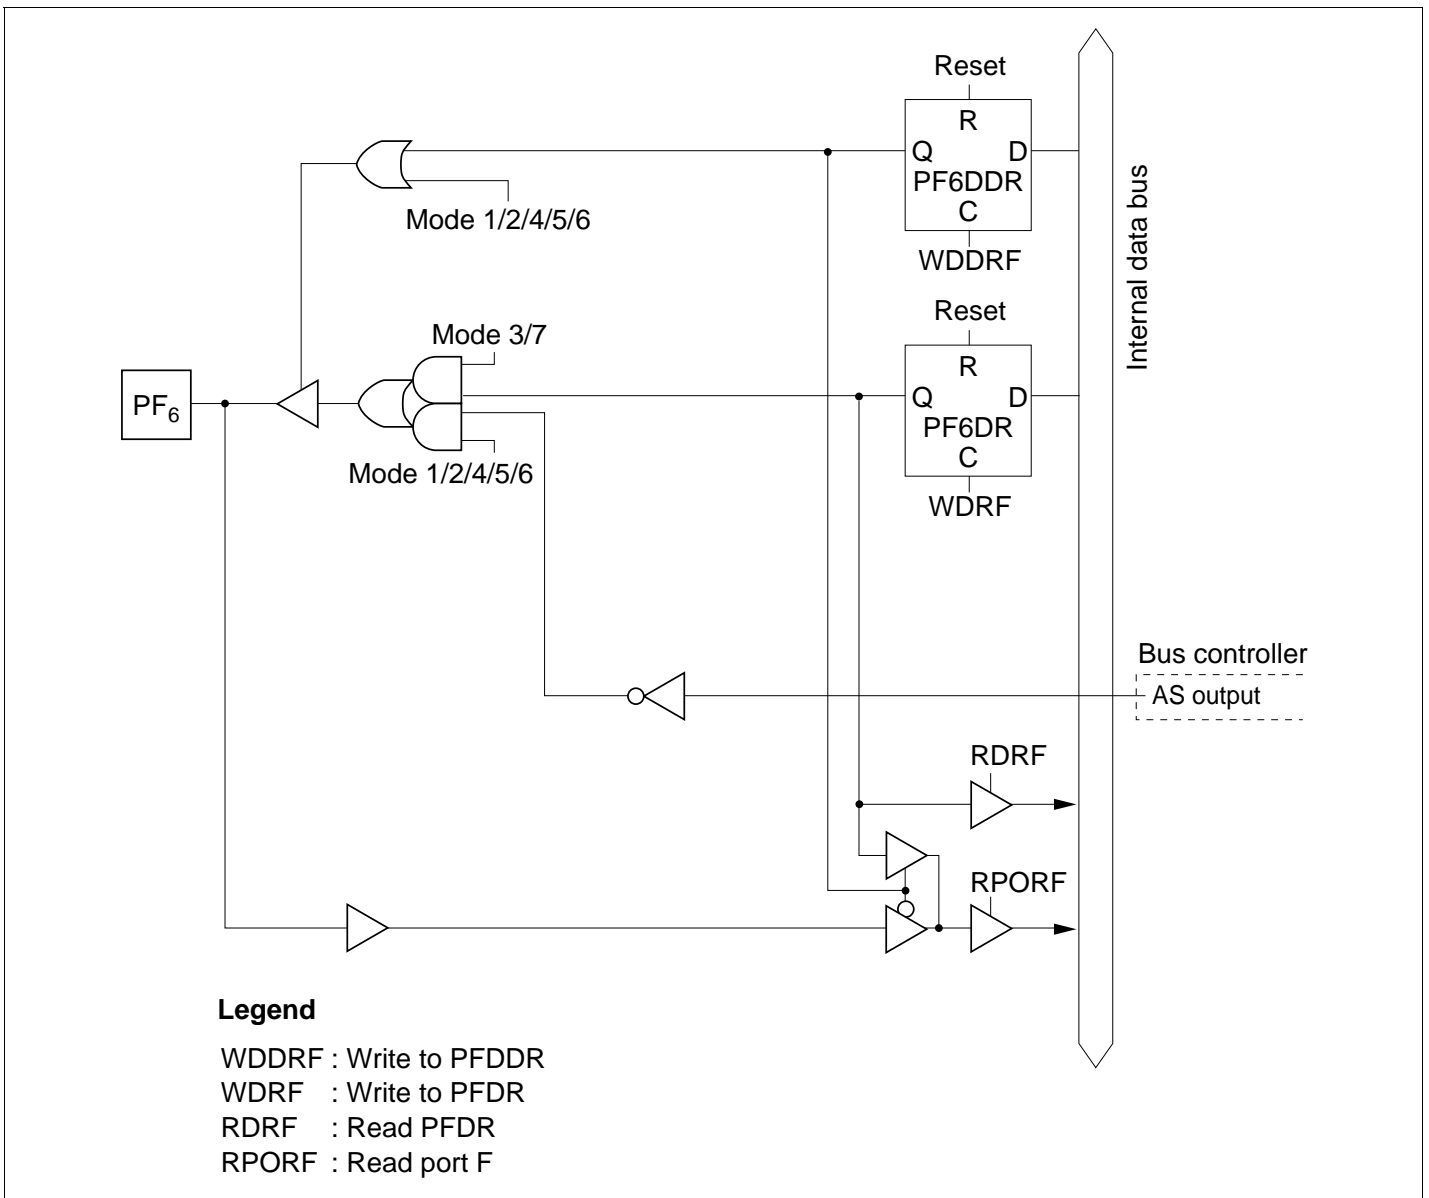 Reset
R
Q D
PF6DDR
C
WDDRF
Mode 1/2/4/5/6
Internal data bus
Reset
R
Q D
PF6DR
C
WDRF
Mode 3/7
PF6
Mode 1/2/4/5/6
Bus controller
AS output
RDRF
RPORF
Legend
WDDRF : Write to PFDDR
WDRF : Write to PFDR
RDRF : Read PFDR
RPORF : Read port F